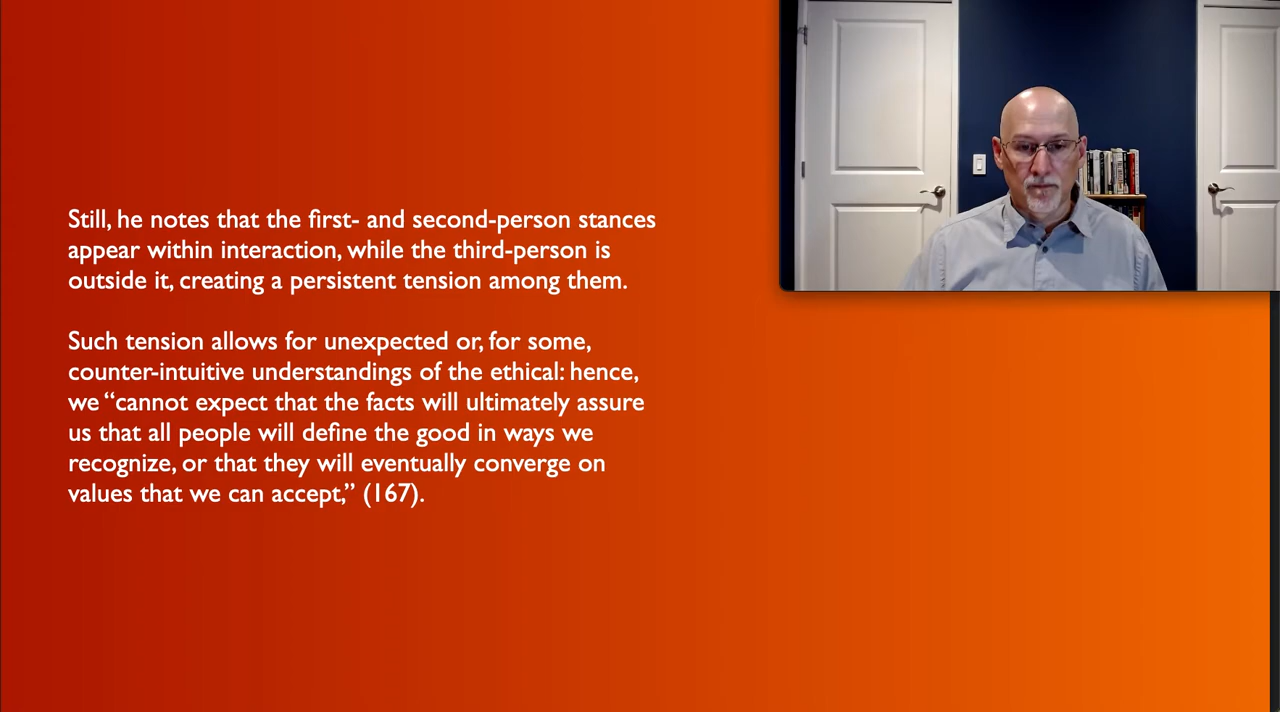 Still, he notes that the first- and second-person stances
appear within interaction, while the third-person is
outside it, creating a persistent tension among them.
Such tension allows for unexpected or, for some,
counter-intuitive understandings of the ethical: hence,
we “cannot expect that the facts will ultimately assure
us that all people will define the good in ways we
recognize, or that they will eventually converge on
values that we can accept,” (167).